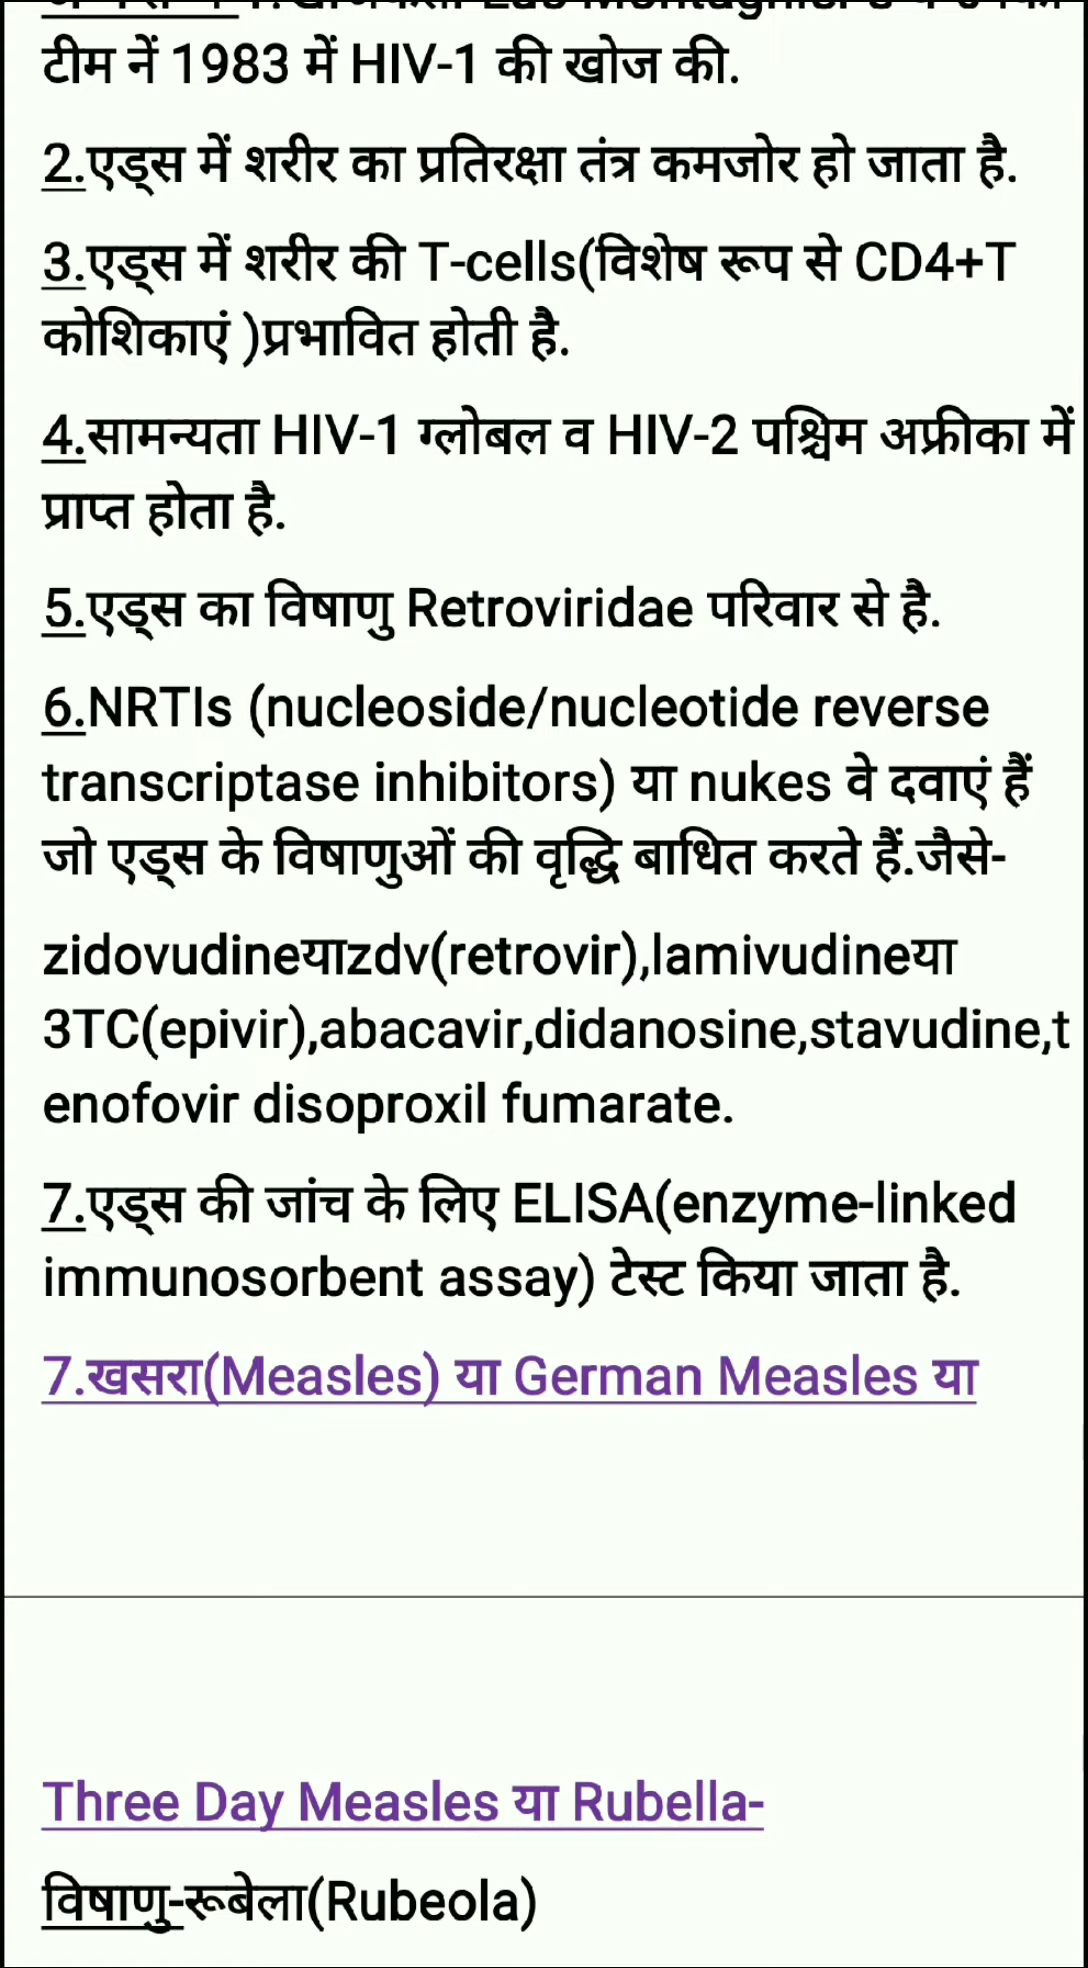 टीम नें 1983 में HIV-1 की खोज की.
2.एड्स में शरीर का प्रतिरक्षा तंत्र कमजोर हो जाता है.
3.एड्स में शरीर की T-cells(विशेष रूप से CD4+T
कोशिकाएं )प्रभावित होती है.
4.सामन्यता HIV-1 ग्लोबल व HIV-2 पश्चिम अफ्रीका में
प्राप्त होता है.
5.एड्स का विषाणु Retroviridae परिवार से है.
6.NRTIs (nucleoside/nucleotide reverse
transcriptase inhibitors) या nukes वे दवाएं हैं
जो एड्स के विषाणुओं की वृद्धि बाधित करते हैं.जैसे-
zidovudineयाzdv(retrovir),lamivudineया
3TC(epivir),abacavir,didanosine,stavudine,t
enofovir disoproxil fumarate.
7.एड्स की जांच के लिए ELISA(enzyme-linked
immunosorbent assay) टेस्ट किया जाता है.
7.खसरा(Measles) या German Measles या
Three Day Measles या Rubella-
विषाणु-रूबेला(Rubeola)